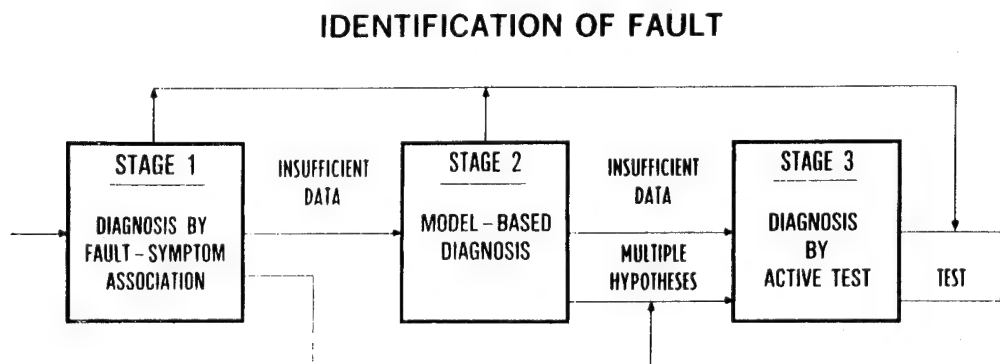 IDENTIFICATION OF FAULT
STAGE 1
DIAGNOSIS BY
FAULT-SYMPTOM
ASSOCIATION
INSUFFICIENT
DATA
STAGE 2
MODEL-BASED
DIAGNOSIS
INSUFFICIENT
DATA
MULTIPLE
HYPOTHESES
STAGE 3
DIAGNOSIS
BY
ACTIVE TEST
TEST